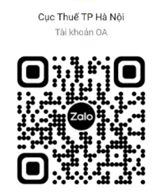 Cục Thuế TP Hà Nội
Tài khoản OA
Zalo